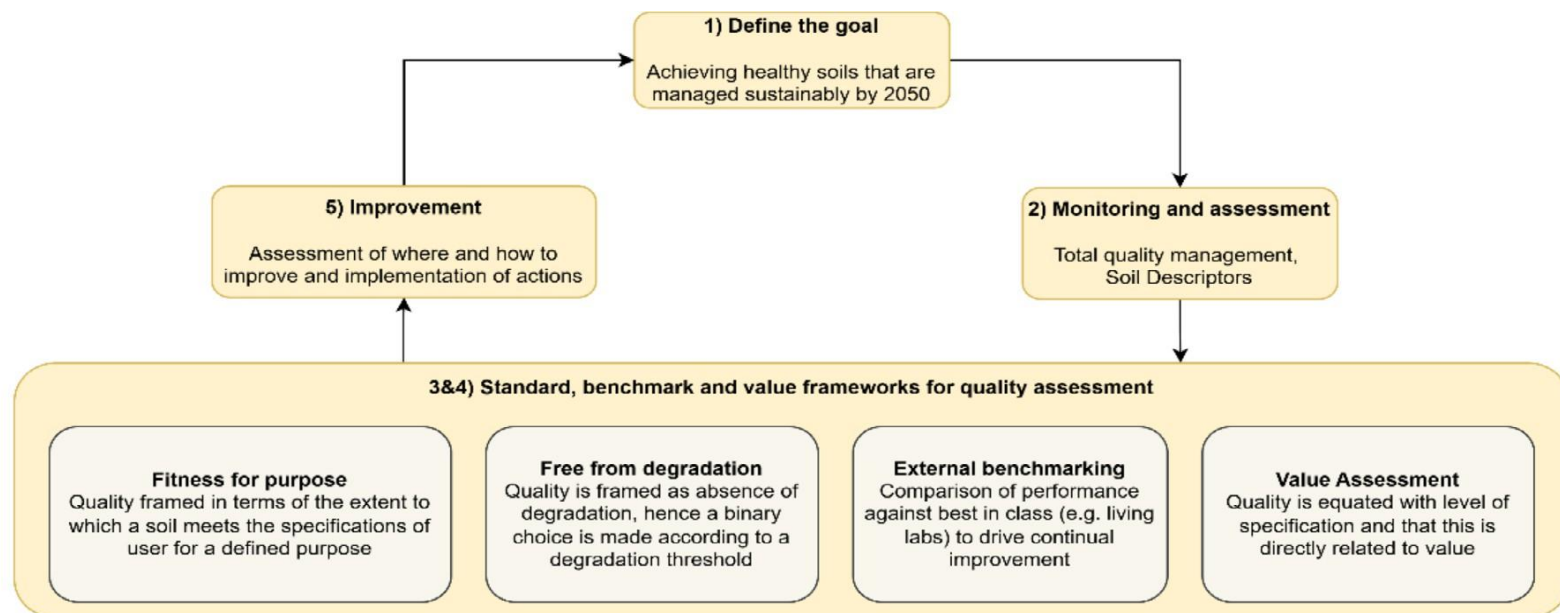 1) Define the goal
Achieving healthy soils that are
managed sustainably by 2050
5) Improvement
Assessment of where and how to
improve and implementation of actions
2) Monitoring and assessment
Total quality management,
Soil Descriptors
3&4) Standard, benchmark and value frameworks for quality assessment
Fitness for purpose
Quality framed in terms of the extent to
which a soil meets the specifications of
user for a defined purpose
Free from degradation
Quality is framed as absence of
degradation, hence a binary
choice is made according to a
degradation threshold
External benchmarking
Comparison of performance
against best in class (e.g. living
labs) to drive continual
improvement
Value Assessment
Quality is equated with level of
specification and that this is
directly related to value